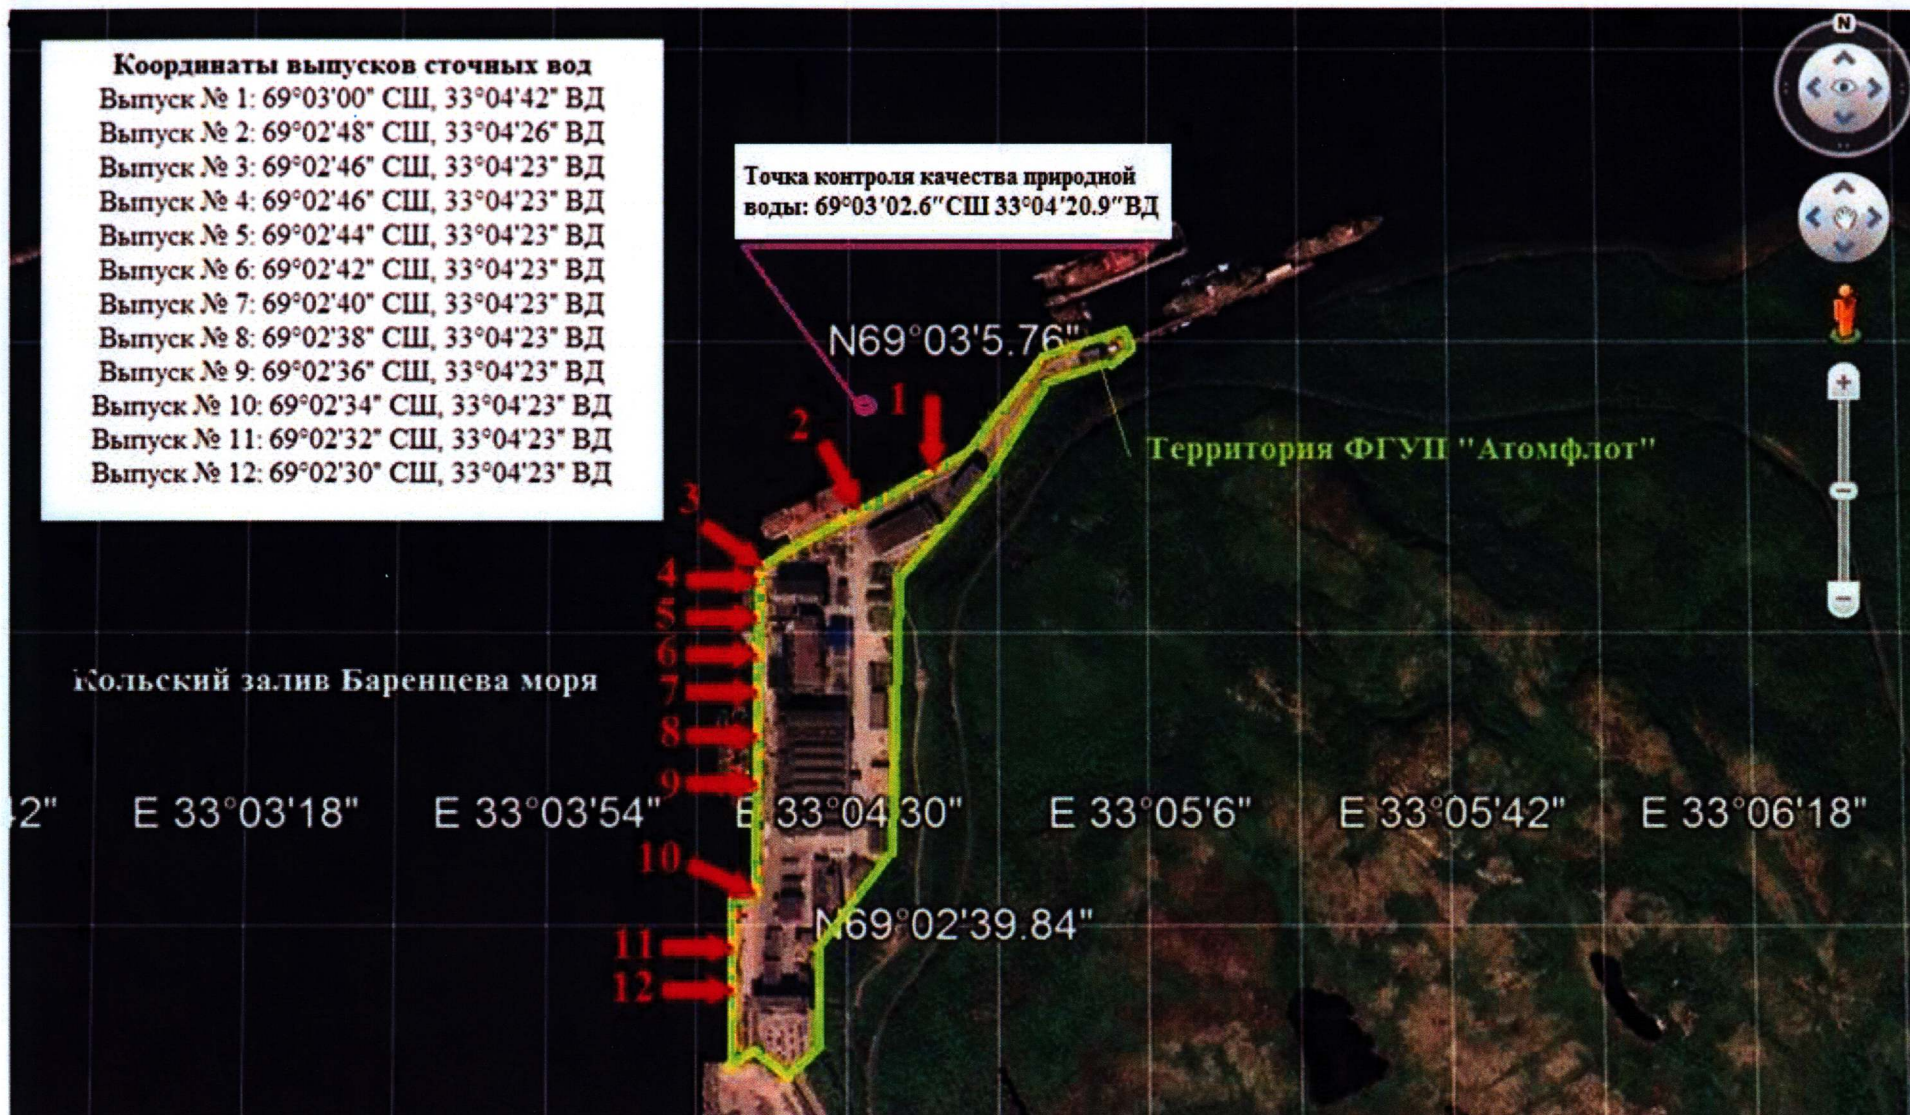 Координаты выпусков сточных вод
Выпуск № 1: 69°03'00" СШ, 33°04'42" ВД
Выпуск № 2: 69°02'48" СШ, 33°04'26" ВД
Выпуск № 3: 69°02'46" СШ, 33°04'23" ВД
Выпуск № 4: 69°02'46" СШ, 33°04'23" ВД
Выпуск № 5: 69°02'44" СШ, 33°04'23" ВД
Выпуск № 6: 69°02'42" СШ, 33°04'23" ВД
Выпуск № 7: 69°02'40" СШ, 33°04'23" ВД
Выпуск № 8: 69°02'38" СШ, 33°04'23" ВД
Выпуск № 9: 69°02'36" СШ, 33°04'23" ВД
Выпуск № 10: 69°02'34" СШ, 33°04'23" ВД
Выпуск № 11: 69°02'32" СШ, 33°04'23" ВД
Выпуск № 12: 69°02'30" СШ, 33°04'23" ВД
Точка контроля качества природной
воды: 69°03'02.6"СШ 33°04'20.9"ВД
N
N69°03'5.76"
1
2
Территория ФГУП "Атомфлот"
3
4
5
6
Кольский залив Баренцева моря
7
8
9
42" E 33°03'18" E 33°03'54" E 33°04'30" E 33°05'6" E 33°05'42" E 33°06'18"
10
N69°02'39.84"
11
12